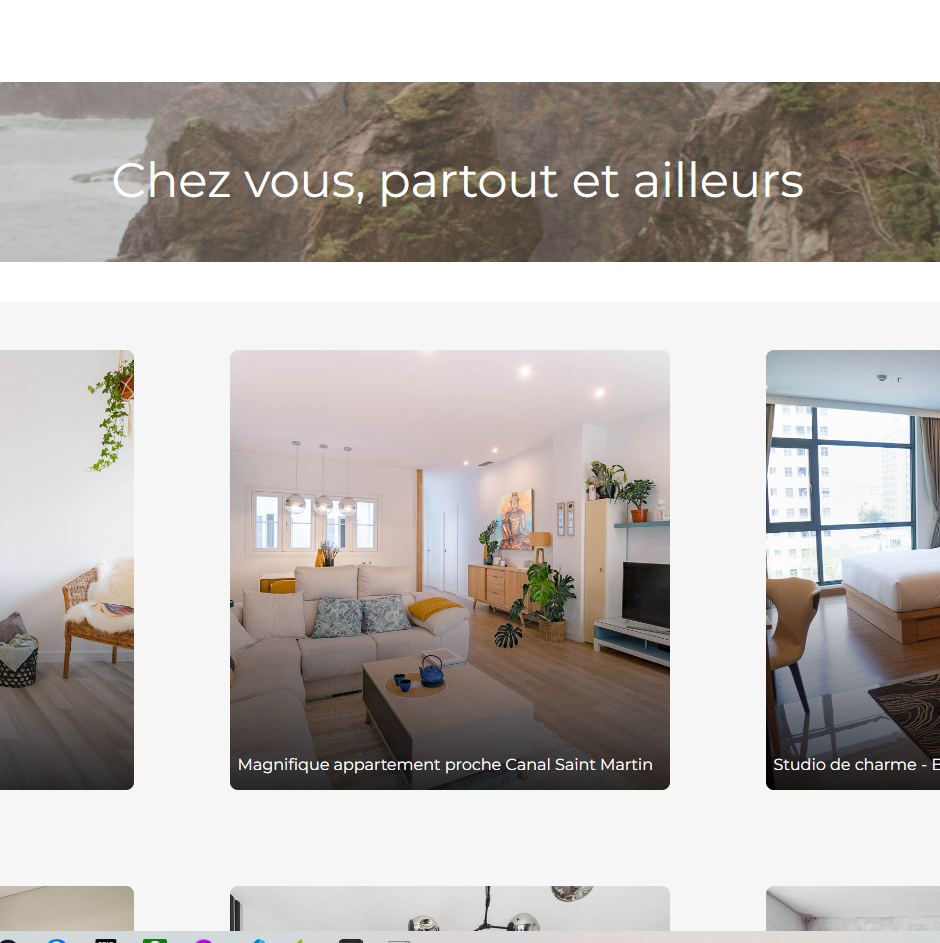 Chez vous, partout et ailleurs
Magnifique appartement proche Canal Saint Martin
Studio de charme -